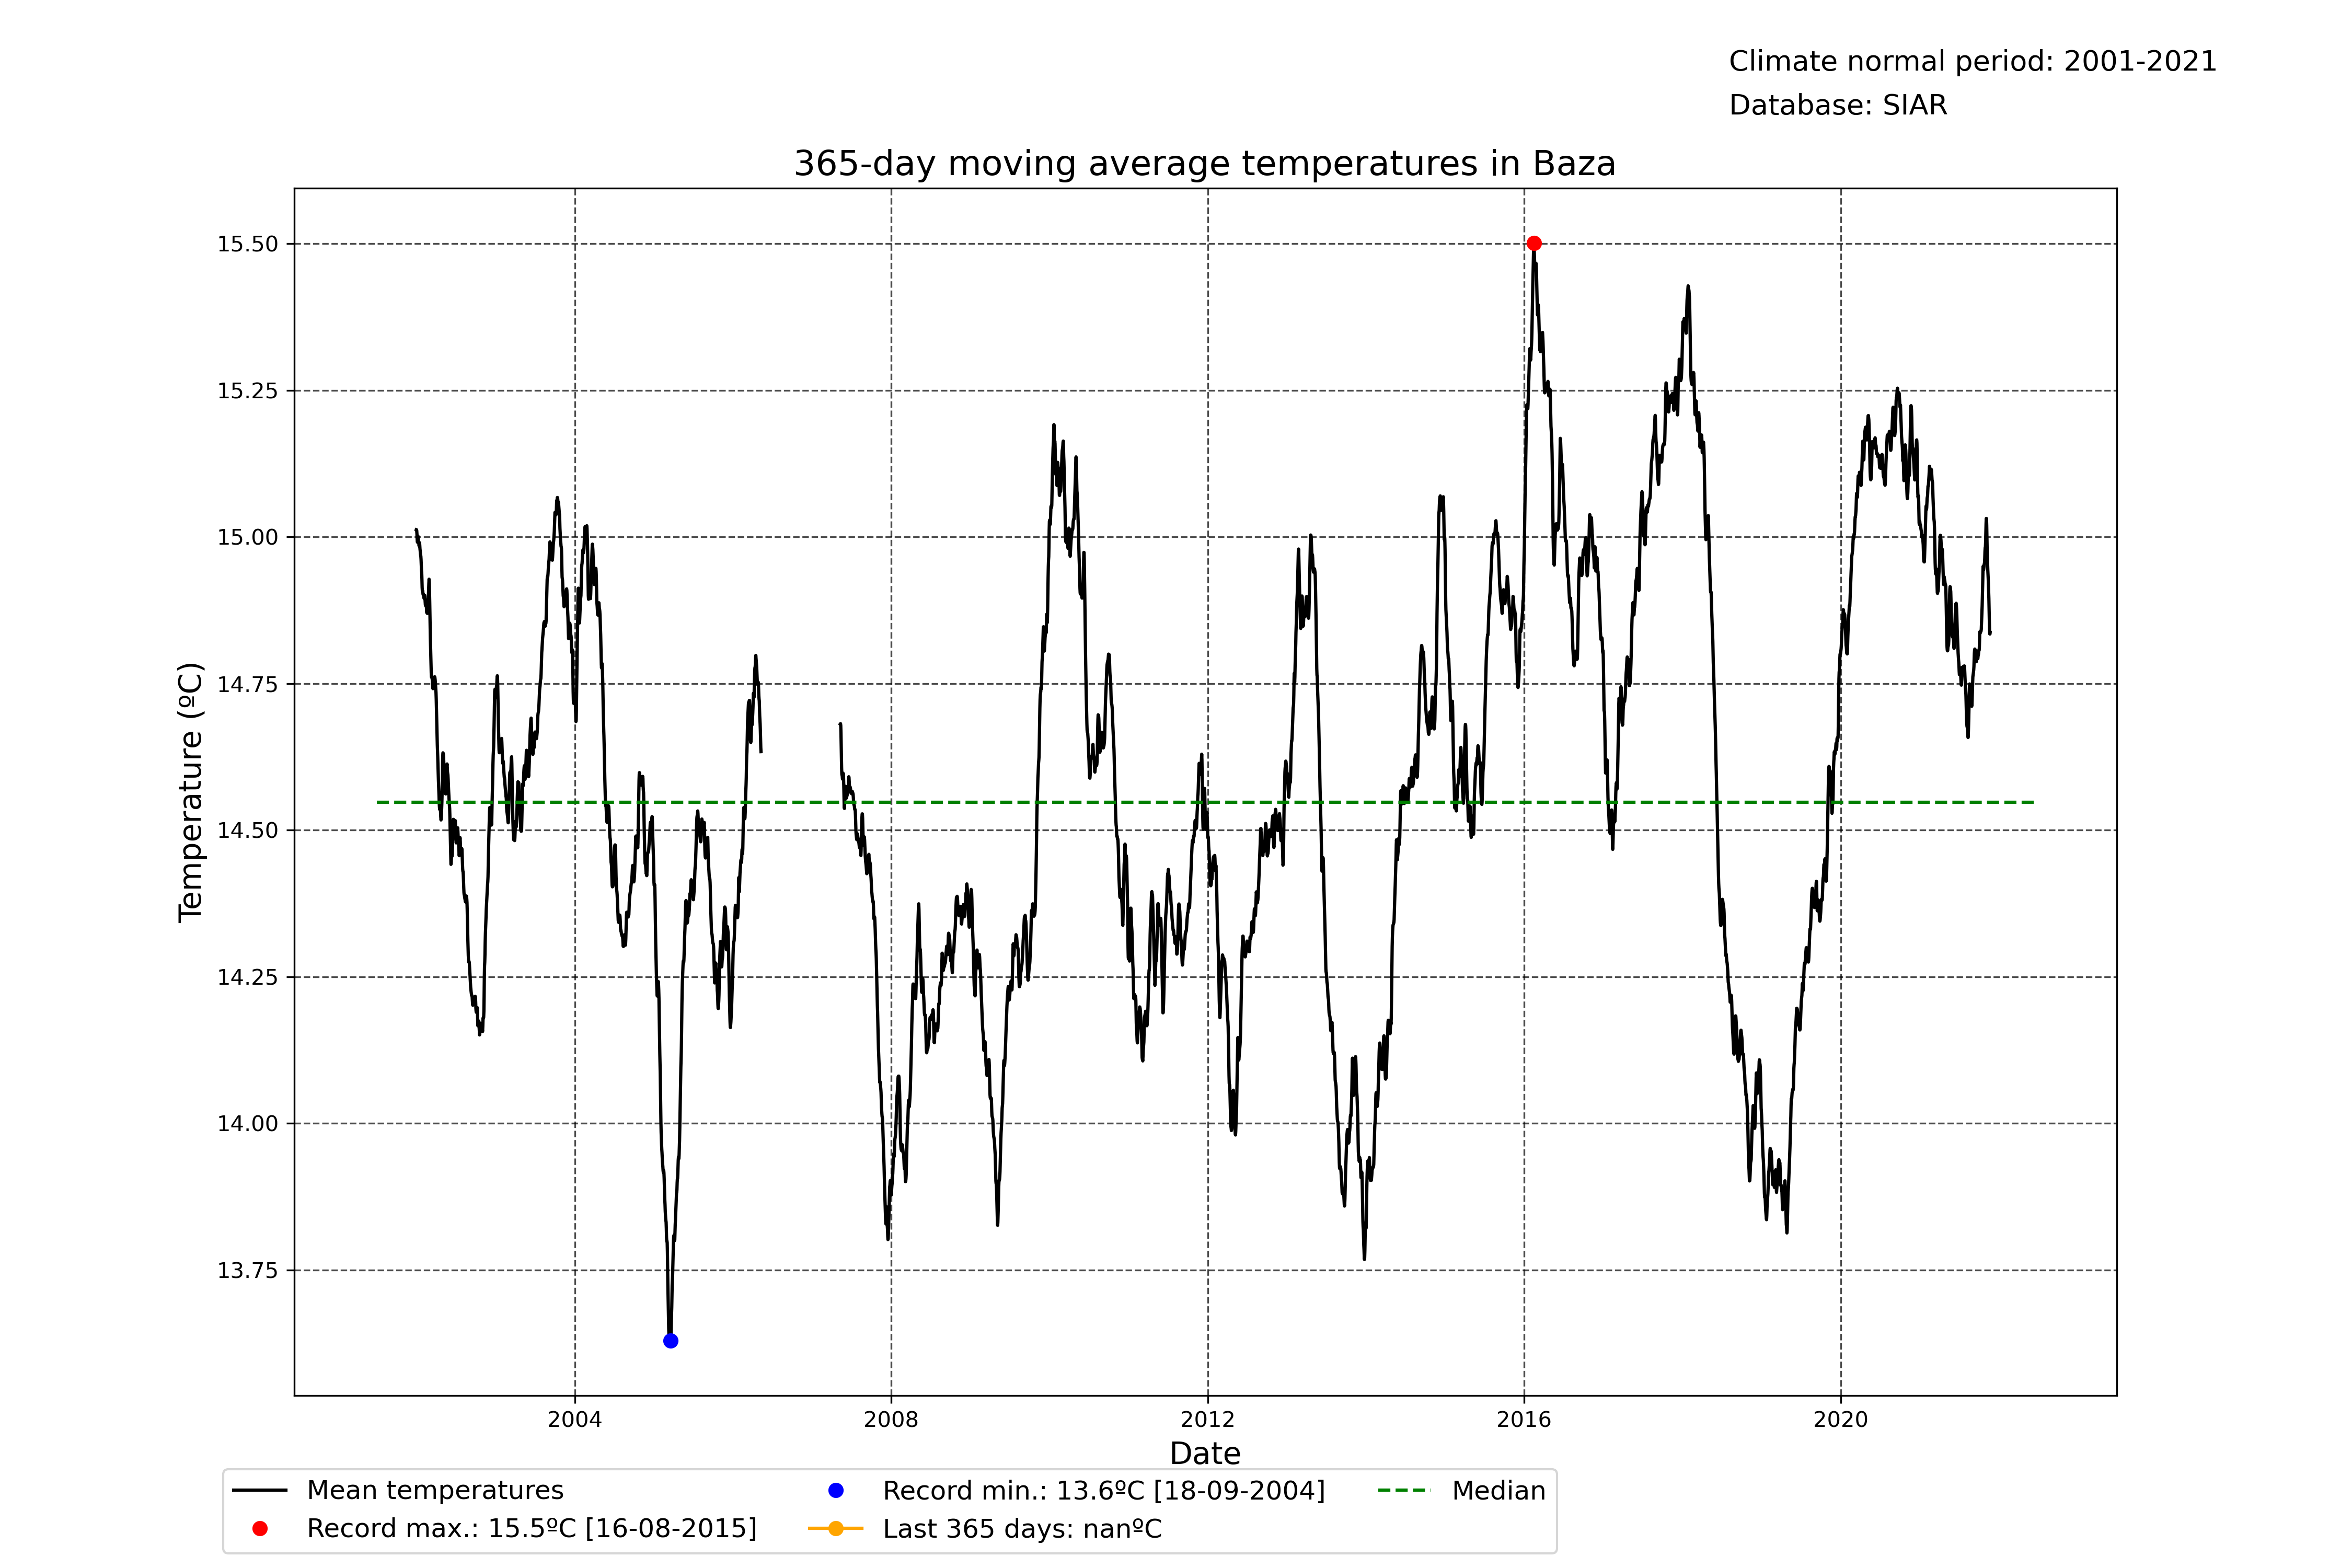 Climate normal period: 2001-2021
Database: SIAR
365-day moving average temperatures in Baza
Temperature (ºC)
15.50
15.25
15.00
14.75
14.50
14.25
14.00
13.75
2004 2008 2012 2016 2020
Date
Mean temperatures
Record max.: 15.5ºC [16-08-2015]
Record min.: 13.6ºC [18-09-2004]
Last 365 days: nanºC
Median